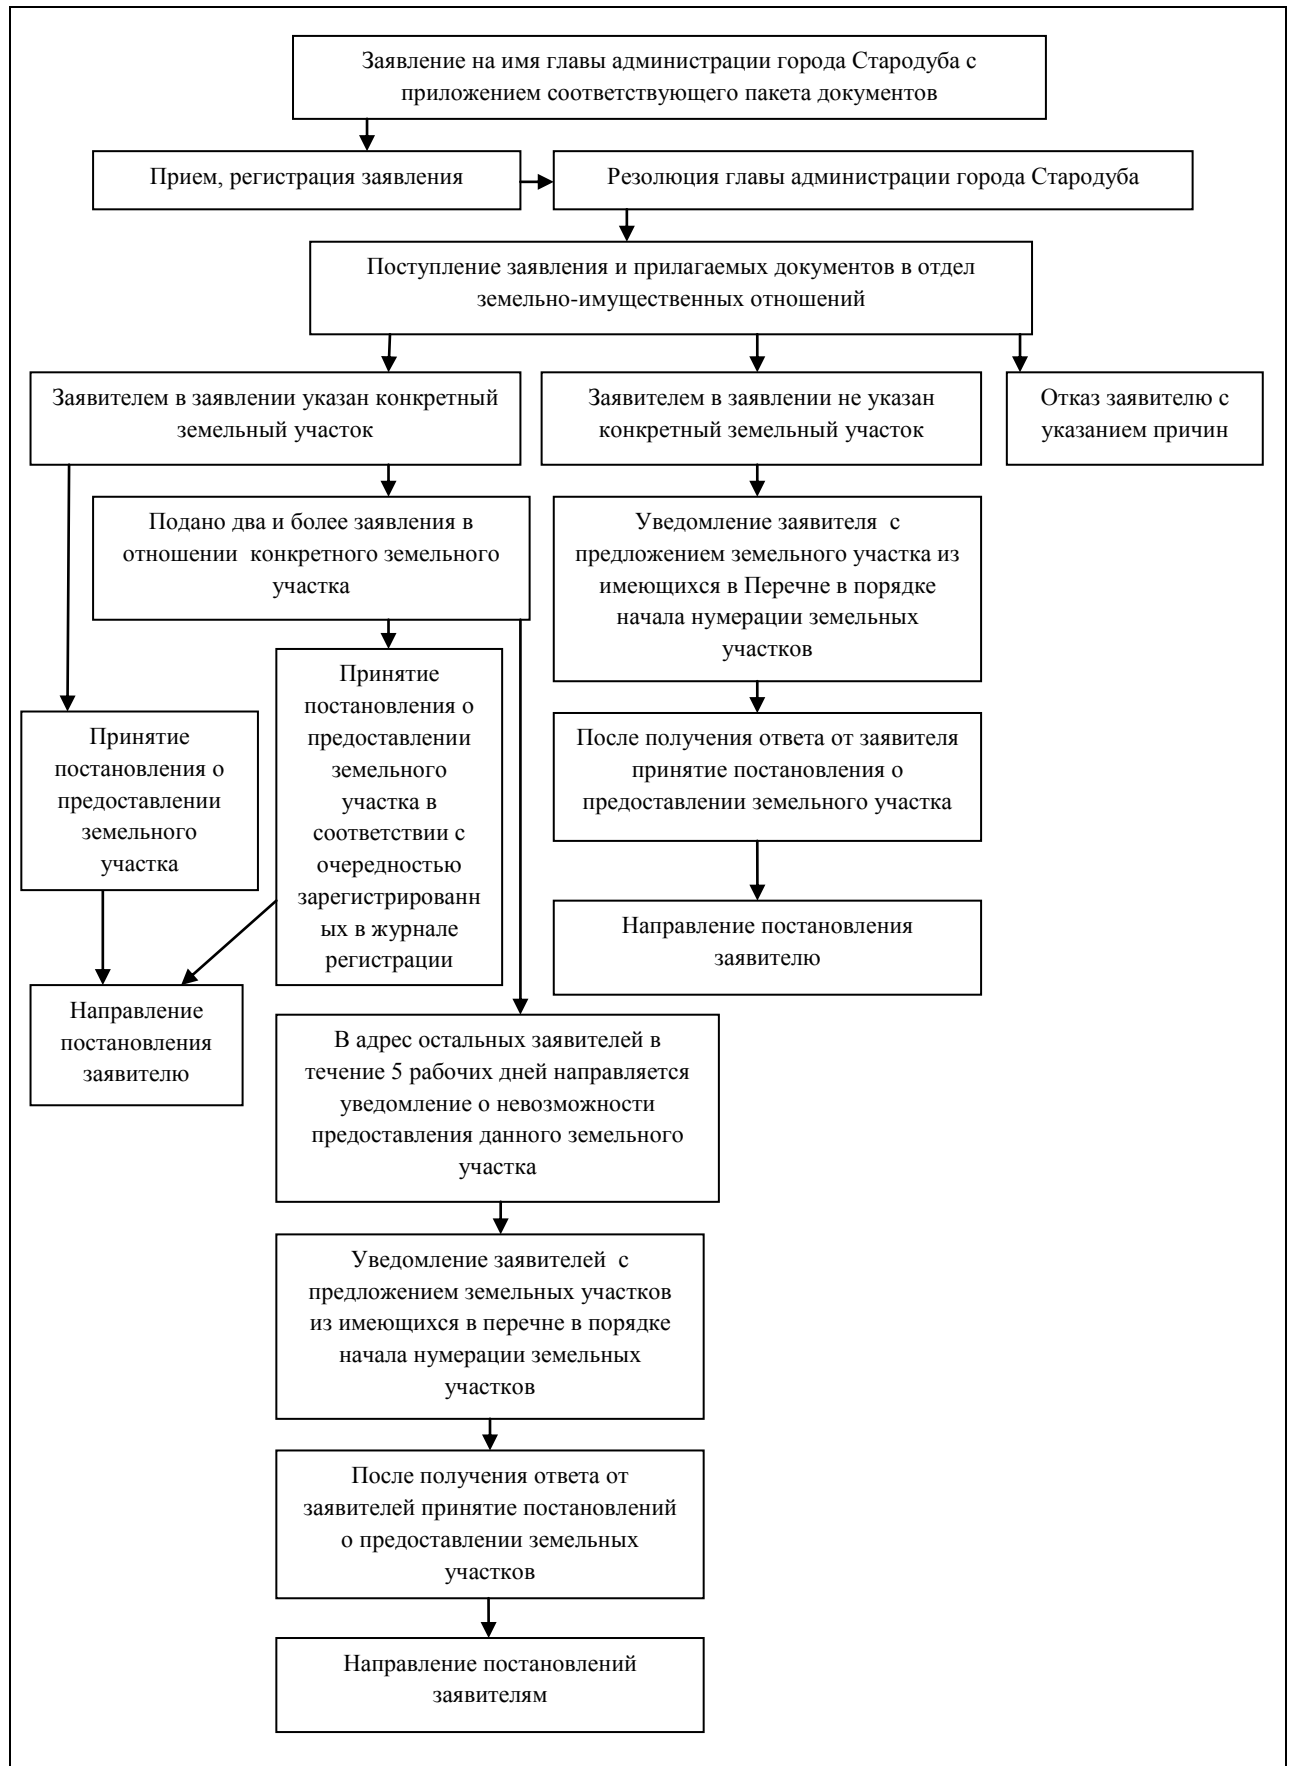 Заявление на имя главы администрации города Стародуба с
приложением соответствующего пакета документов
Прием, регистрация заявления
Резолюция главы администрации города Стародуба
Поступление заявления и прилагаемых документов в отдел
земельно-имущественных отношений
Заявителем в заявлении указан конкретный
земельный участок
Заявителем в заявлении не указан
конкретный земельный участок
Отказ заявителю с
указанием причин
Подано два и более заявления в
отношении конкретного земельного
участка
Уведомление заявителя с
предложением земельного участка из
имеющихся в Перечне в порядке
начала нумерации земельных
участков
Принятие
постановления о
предоставлении
земельного
участка
Принятие
постановления о
предоставлении
земельного
участка в
соответствии с
очередностью
зарегистрированн
ых в журнале
регистрации
После получения ответа от заявителя
принятие постановления о
предоставлении земельного участка
Направление постановления
заявителю
Направление
постановления
заявителю
В адрес остальных заявителей в
течение 5 рабочих дней направляется
уведомление о невозможности
предоставления данного земельного
участка
Уведомление заявителей с
предложением земельных участков
из имеющихся в перечне в порядке
начала нумерации земельных
участков
После получения ответа от
заявителей принятие постановлений
о предоставлении земельных
участков
Направление постановлений
заявителям